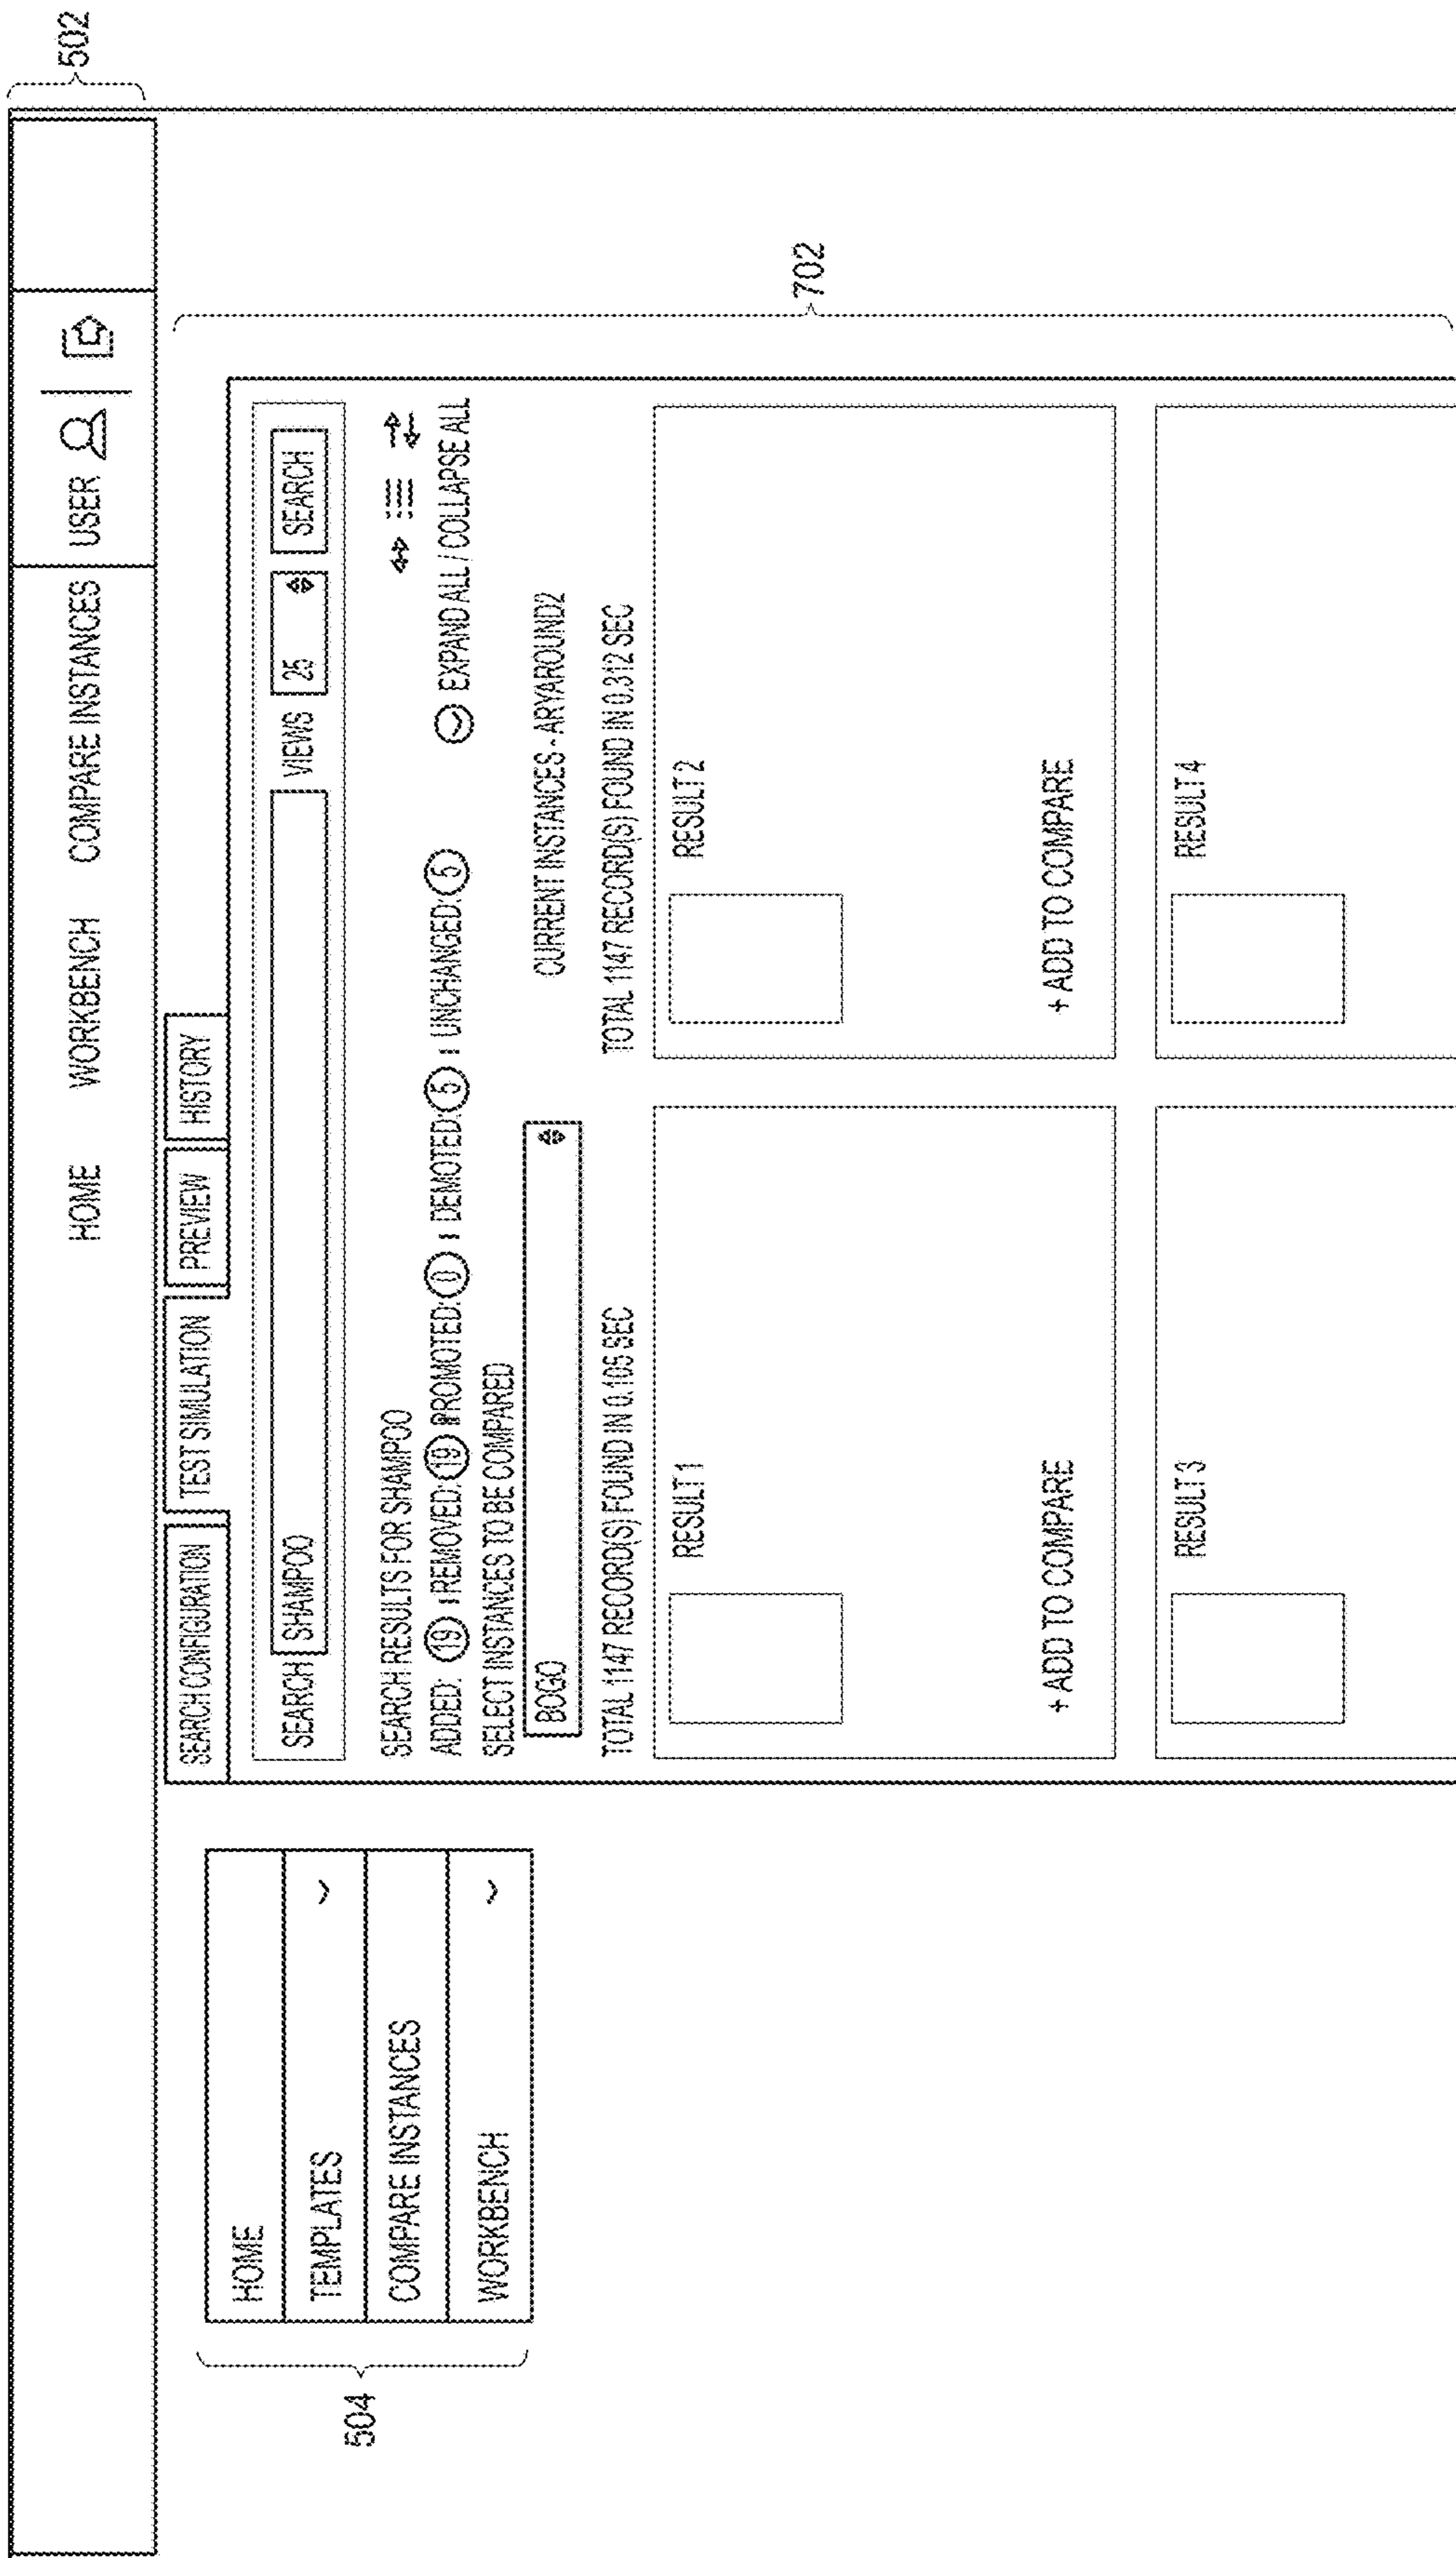 502
HOME WORKBENCH COMPARE INSTANCES USER
504
HOME
TEMPLATES
COMPARE INSTANCES
WORKBENCH
SEARCH CONFIGURATION TEST SIMULATION PREVIEW HISTORY
702
SEARCH SHAMPOO VIEWS 25 SEARCH
SEARCH RESULTS FOR SHAMPOO
ADDED: 19 : REMOVED: 19 : PROMOTED: 0 : DEMOTED: 5 : UNCHANGED: 5
EXPAND ALL / COLLAPSE ALL
SELECT INSTANCES TO BE COMPARED
BOGO
CURRENT INSTANCES - ARYAROUND2
TOTAL 1147 RECORD(S) FOUND IN 0.105 SEC
TOTAL 1147 RECORD(S) FOUND IN 0.312 SEC
RESULT 1
+ ADD TO COMPARE
RESULT 2
+ ADD TO COMPARE
RESULT 3
RESULT 4